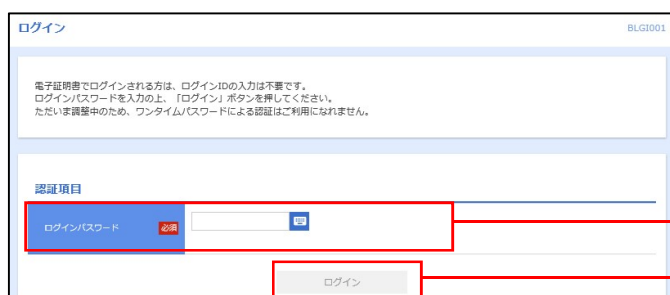 ログイン
BLGI001
電子証明書でログインされる方は、ログインIDの入力は不要です。
ログインパスワードを入力の上、「ログイン」ボタンを押してください。
ただいま調整中のため、ワンタイムパスワードによる認証はご利用になれません。
認証項目
ログインパスワード 必須
ログイン